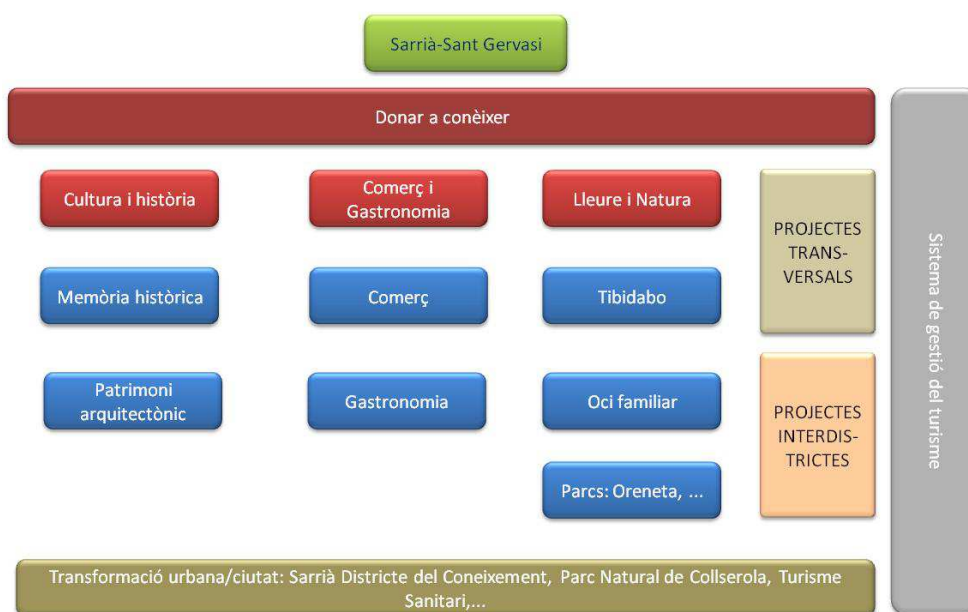 Sarrià-Sant Gervasi
Donar a conèixer
Cultura i història
Comerç i
Gastronomia
Lleure i Natura
PROJECTES
TRANS-
VERSALS
Memòria històrica
Comerç
Tibidabo
Patrimoni
arquitectònic
Gastronomia
Oci familiar
PROJECTES
INTERDIS-
TRICTES
Parcs: Oreneta, ...
Sistema de gestió del turisme
Transformació urbana/ciutat: Sarrià Districte del Coneixement, Parc Natural de Collserola, Turisme
Sanitari,...